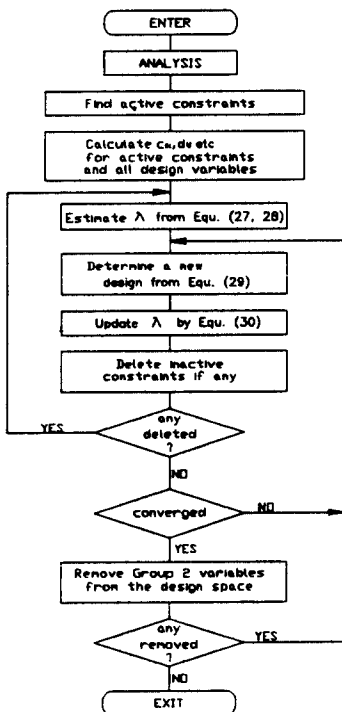 ENTER
ANALYSIS
Find active constraints
Calculate cₘ,dₘ etc
for active constraints
and all design variables
Estimate λ from Equ. (27, 28)
Determine a new
design from Equ. (29)
Update λ by Equ. (30)
Delete inactive
constraints if any
YES
any
deleted
?
NO
converged
NO
YES
Remove Group 2 variables
from the design space
any
removed
?
YES
NO
EXIT